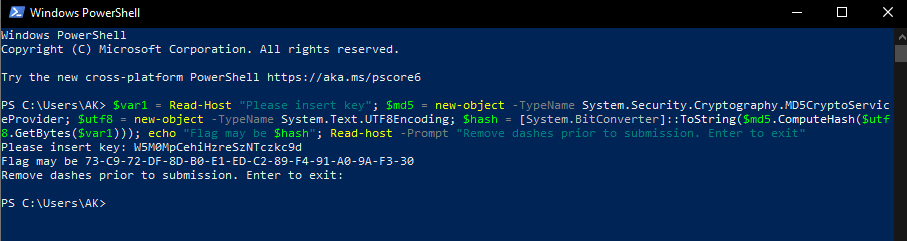 Windows PowerShell
Windows PowerShell
Copyright (C) Microsoft Corporation. All rights reserved.
Try the new cross-platform PowerShell https://aka.ms/pscore6
PS C:\Users\AK> $var1 = Read-Host "Please insert key"; $md5 = new-object -TypeName System.Security.Cryptography.MD5CryptoServic
eProvider; $utf8 = new-object -TypeName System.Text.UTF8Encoding; $hash = [System.BitConverter]::ToString($md5.ComputeHash($utf
8.GetBytes($var1))); echo "Flag may be $hash"; Read-host -Prompt "Remove dashes prior to submission. Enter to exit"
Please insert key: W5M0MpCehiHzreSzNTczkc9d
Flag may be 73-C9-72-DF-8D-B0-E1-ED-C2-89-F4-91-A0-9A-F3-30
Remove dashes prior to submission. Enter to exit:
PS C:\Users\AK>